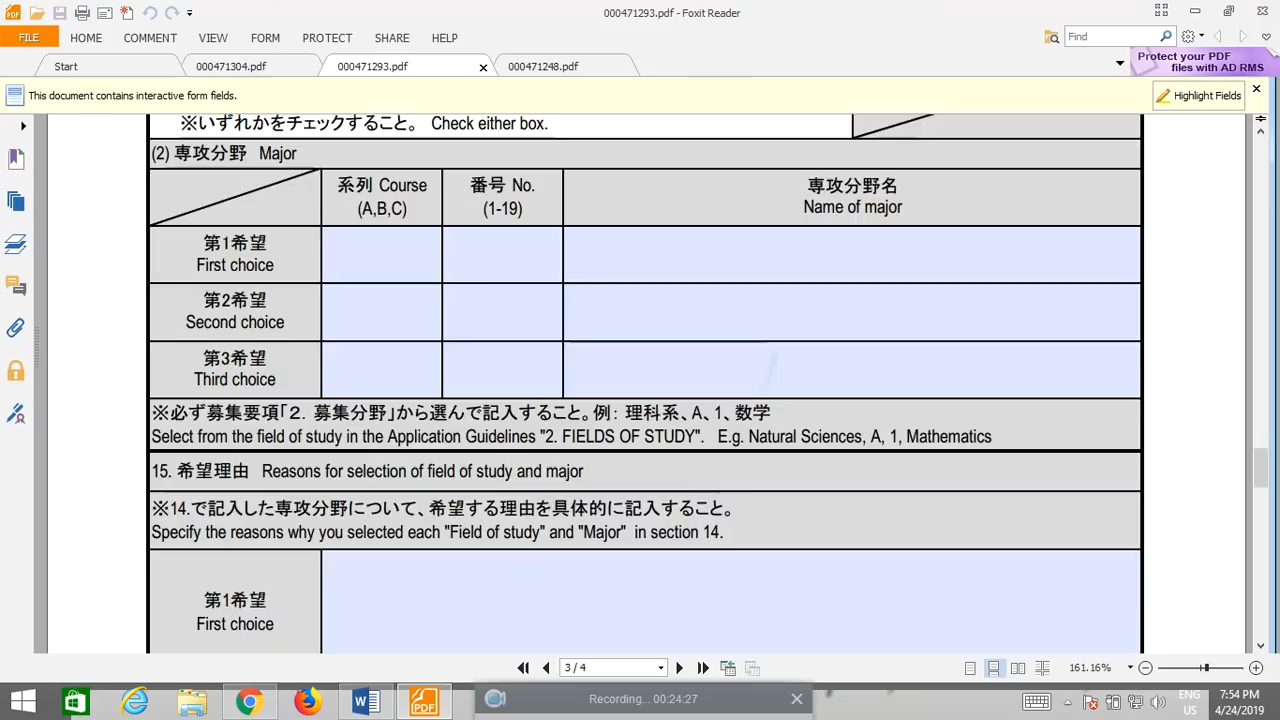 000471293.pdf - Foxit Reader
FILE HOME COMMENT VIEW FORM PROTECT SHARE HELP
Find
Start 000471304.pdf 000471293.pdf 000471248.pdf
Protect your PDF
files with AD RMS
This document contains interactive form fields.
Highlight Fields
※いずれかをチェックすること。 Check either box.
(2) 専攻分野 Major
系列 Course
(A,B,C)
番号 No.
(1-19)
専攻分野名
Name of major
第1希望
First choice
第2希望
Second choice
第3希望
Third choice
※必ず募集要項「２．募集分野」から選んで記入すること。例： 理科系、A、1、数学
Select from the field of study in the Application Guidelines "2. FIELDS OF STUDY". E.g. Natural Sciences, A, 1, Mathematics
15. 希望理由 Reasons for selection of field of study and major
※14.で記入した専攻分野について、希望する理由を具体的に記入すること。
Specify the reasons why you selected each "Field of study" and "Major" in section 14.
第1希望
First choice
3 / 4
161.16%
Recording... 00:24:27
ENG
US
7:54 PM
4/24/2019